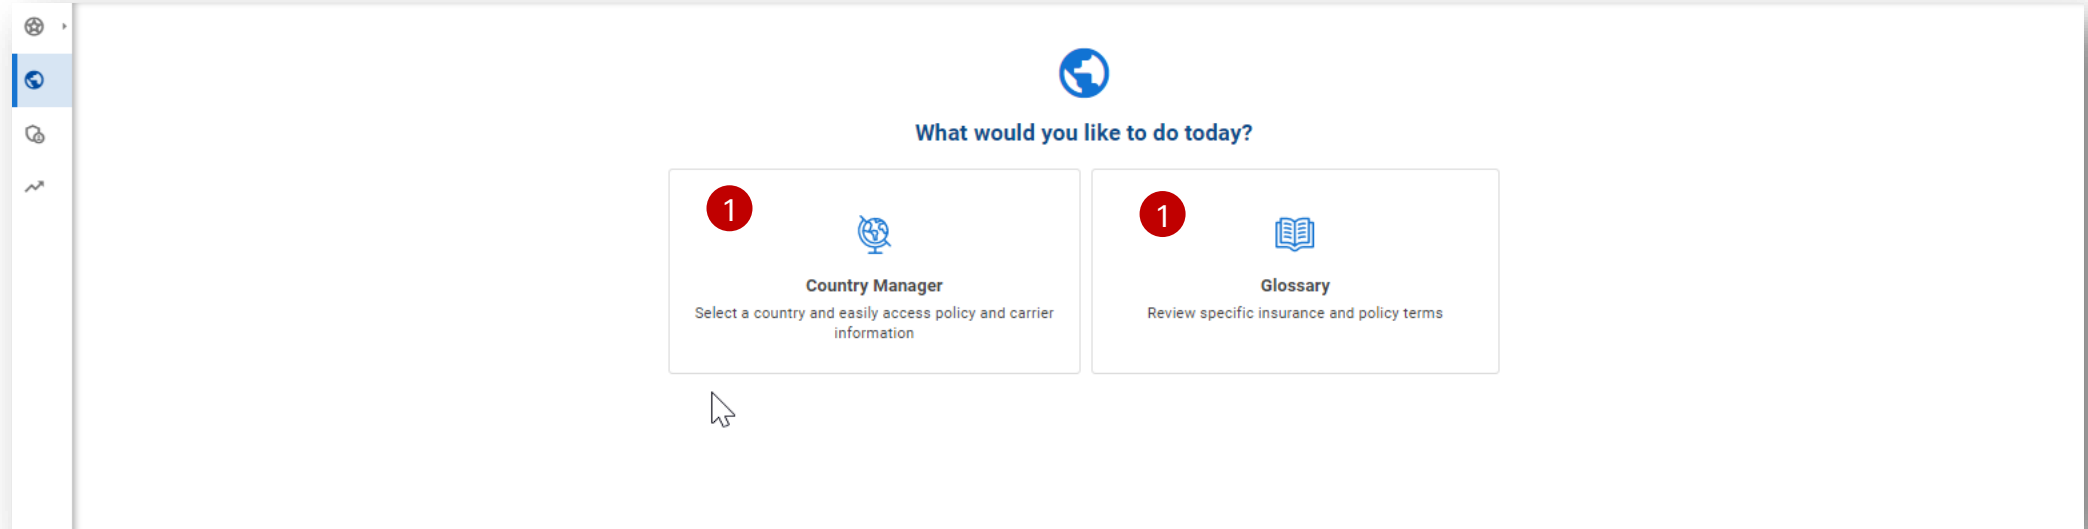 What would you like to do today?
1
Country Manager
Select a country and easily access policy and carrier
information
1
Glossary
Review specific insurance and policy terms